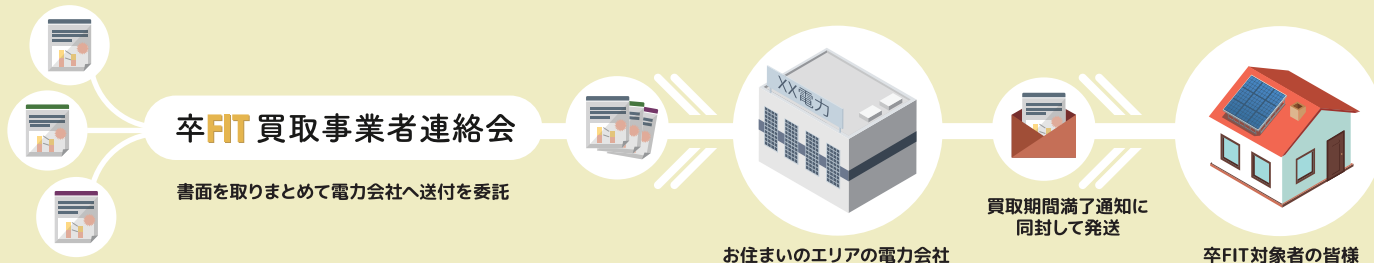 卒FIT買取事業者連絡会
書面を取りまとめて電力会社へ送付を委託
XX電力
お住まいのエリアの電力会社
買取期間満了通知に
同封して発送
卒FIT対象者の皆様